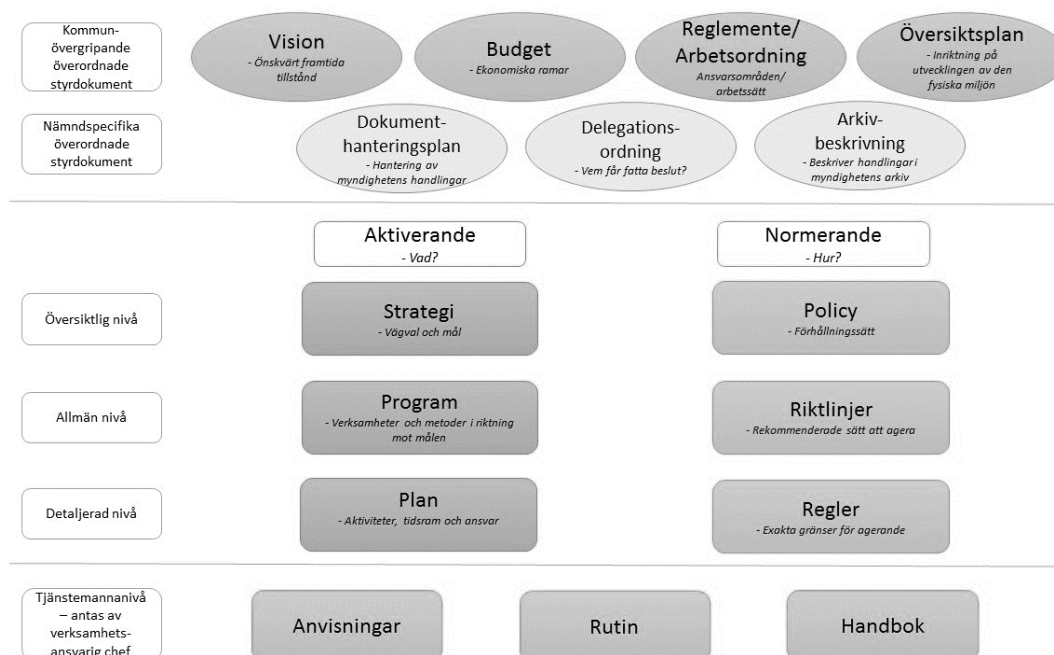 Kommun-
övergripande
överordnade
styrdokument
Vision
- Önskvärt framtida
tillstånd
Budget
- Ekonomiska ramar
Reglemente/
Arbetsordning
Ansvarsområden/
arbetssätt
Översiktsplan
- Inriktning på
utvecklingen av den
fysiska miljön
Nämndspecifika
överordnade
styrdokument
Dokument-
hanteringsplan
- Hantering av
myndighetens handlingar
Delegations-
ordning
- Vem får fatta beslut?
Arkiv-
beskrivning
- Beskriver handlingar i
myndighetens arkiv
Aktiverande
- Vad?
Normerande
- Hur?
Översiktlig nivå
Strategi
- Vägval och mål
Policy
- Förhållningssätt
Allmän nivå
Program
- Verksamheter och metoder i riktning
mot målen
Riktlinjer
- Rekommenderade sätt att agera
Detaljerad nivå
Plan
- Aktiviteter, tidsram och ansvar
Regler
- Exakta gränser för agerande
Tjänstemannanivå
– antas av
verksamhets-
ansvarig chef
Anvisningar
Rutin
Handbok